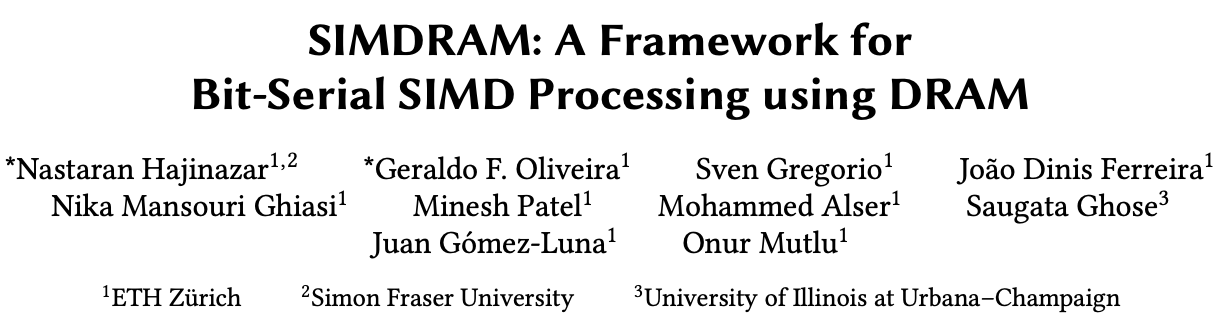 SIMDRAM: A Framework for
Bit-Serial SIMD Processing using DRAM
*Nastaran Hajinazar1,2 *Geraldo F. Oliveira1 Sven Gregorio1 João Dinis Ferreira1
Nika Mansouri Ghiasi1 Minesh Patel1 Mohammed Alser1 Saugata Ghose3
Juan Gómez-Luna1 Onur Mutlu1
1ETH Zürich 2Simon Fraser University 3University of Illinois at Urbana–Champaign